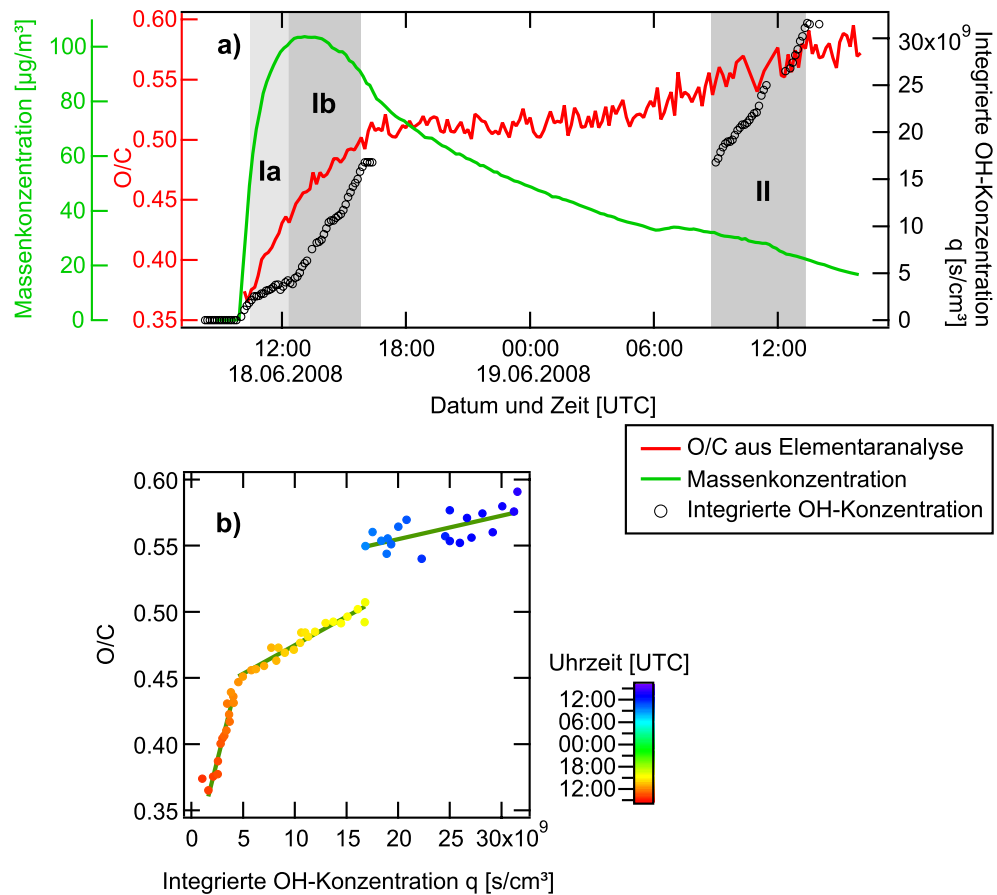 Massenkonzentration [µg/m³]
100
80
60
40
20
0
O/C
0.60
0.55
0.50
0.45
0.40
0.35
a)
Ia
Ib
II
30x10⁹
25
20
15
10
5
0
Integrierte OH-Konzentration
q [s/cm³]
12:00
18:00
00:00
06:00
12:00
18.06.2008
19.06.2008
Datum und Zeit [UTC]
O/C aus Elementaranalyse
Massenkonzentration
Integrierte OH-Konzentration
b)
O/C
0.60
0.55
0.50
0.45
0.40
0.35
0
5
10
15
20
25
30x10⁹
Integrierte OH-Konzentration q [s/cm³]
Uhrzeit [UTC]
12:00
06:00
00:00
18:00
12:00